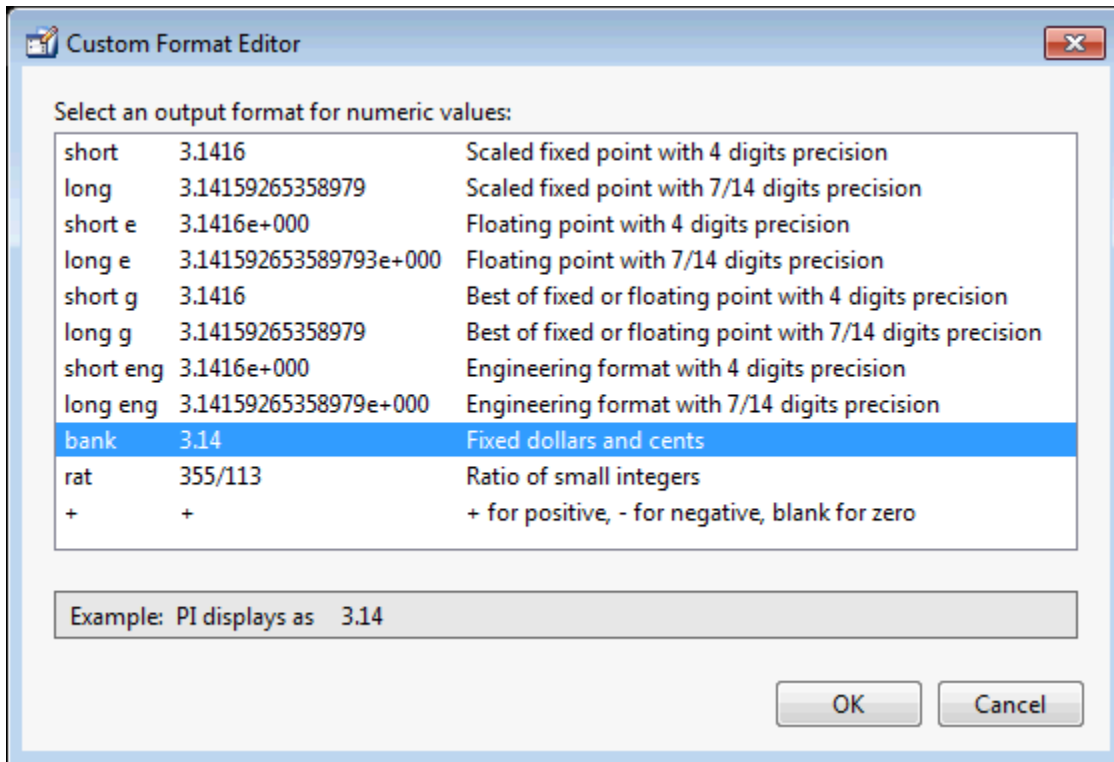 Custom Format Editor
Select an output format for numeric values:
short 3.1416 Scaled fixed point with 4 digits precision
long 3.14159265358979 Scaled fixed point with 7/14 digits precision
short e 3.1416e+000 Floating point with 4 digits precision
long e 3.141592653589793e+000 Floating point with 7/14 digits precision
short g 3.1416 Best of fixed or floating point with 4 digits precision
long g 3.14159265358979 Best of fixed or floating point with 7/14 digits precision
short eng 3.1416e+000 Engineering format with 4 digits precision
long eng 3.14159265358979e+000 Engineering format with 7/14 digits precision
bank 3.14 Fixed dollars and cents
rat 355/113 Ratio of small integers
+ + + for positive, - for negative, blank for zero
Example: PI displays as 3.14
OK Cancel